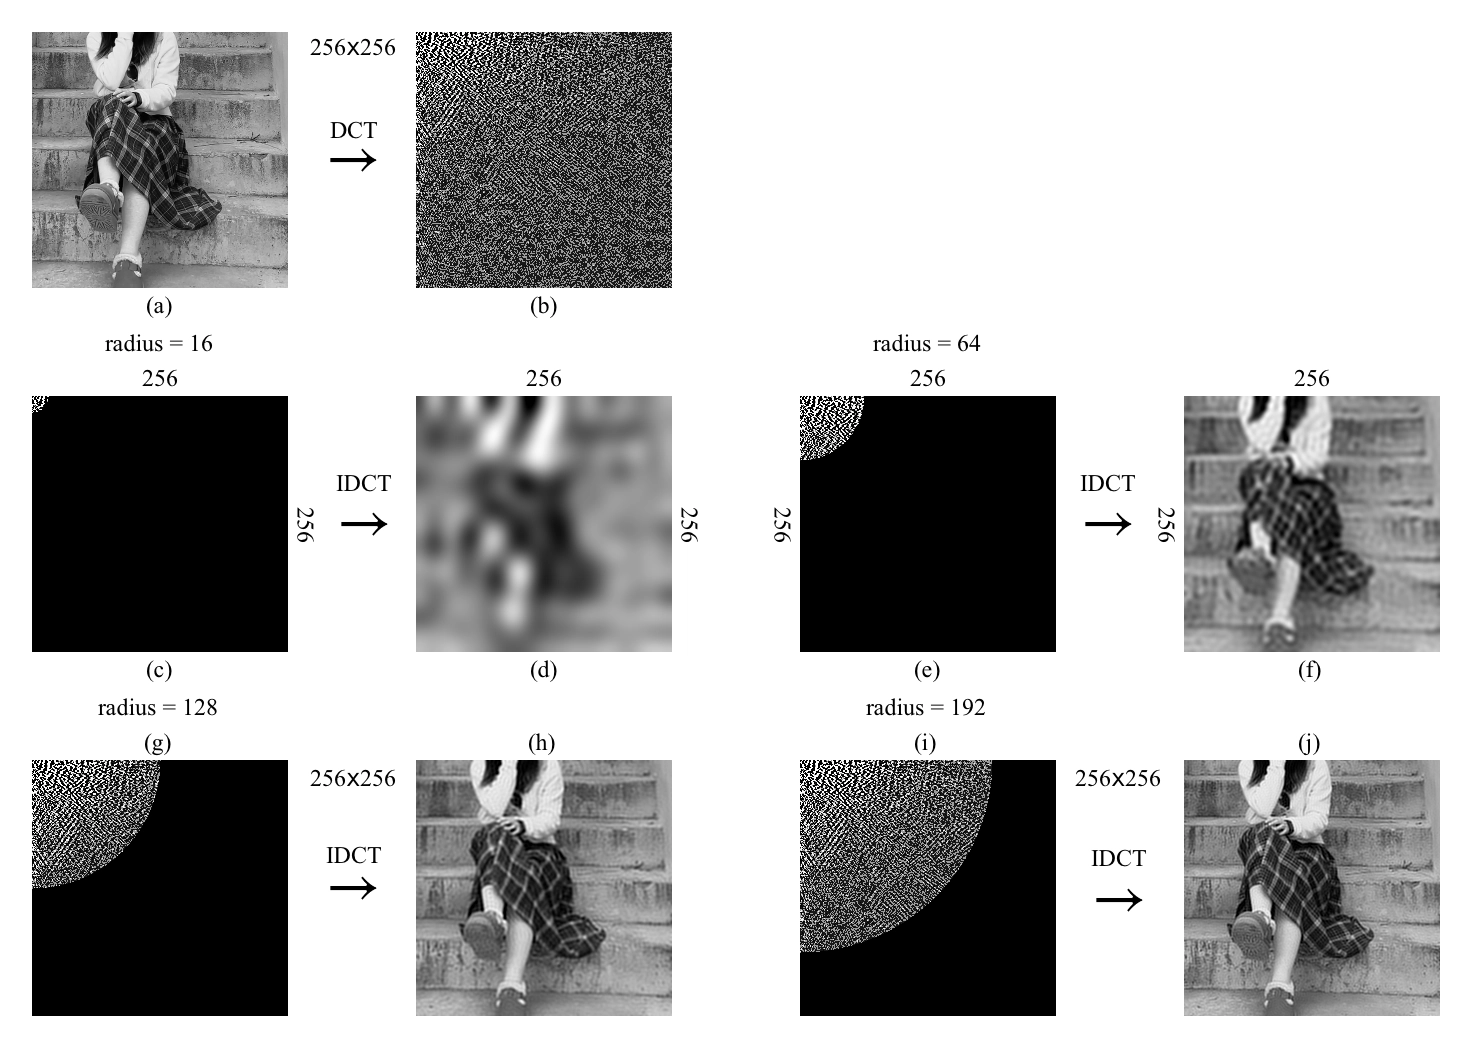 256x256
DCT
(a)
(b)
radius = 16
radius = 64
256
256
256
256
IDCT
IDCT
256
256
256
256
(c)
(d)
(e)
(f)
radius = 128
radius = 192
(g)
(h)
(i)
(j)
256x256
256x256
IDCT
IDCT